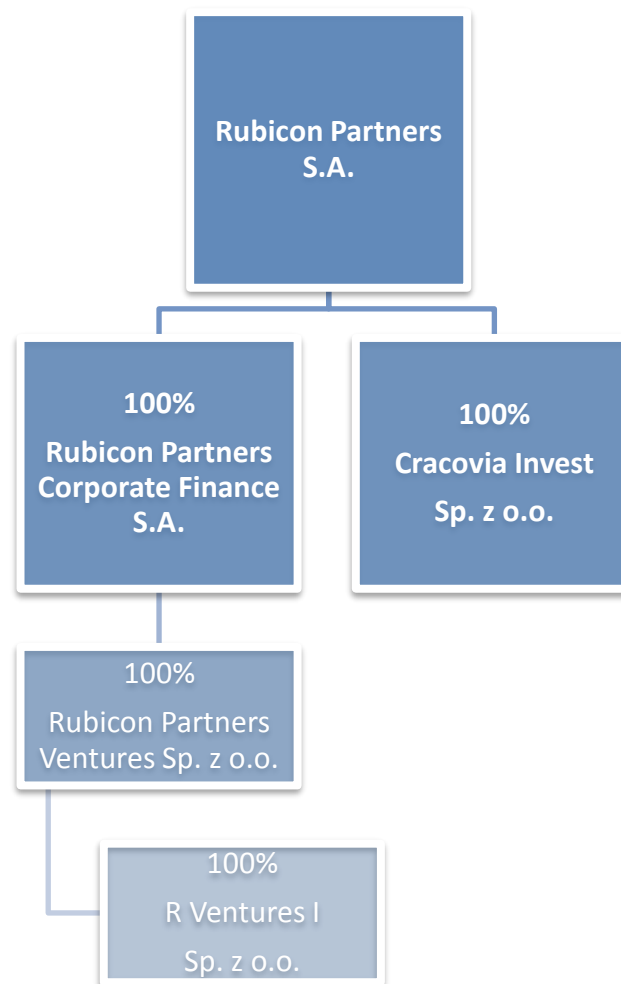 Rubicon Partners
S.A.
100%
Rubicon Partners
Corporate Finance
S.A.
100%
Cracovia Invest
Sp. z o.o.
100%
Rubicon Partners
Ventures Sp. z o.o.
100%
R Ventures I
Sp. z o.o.